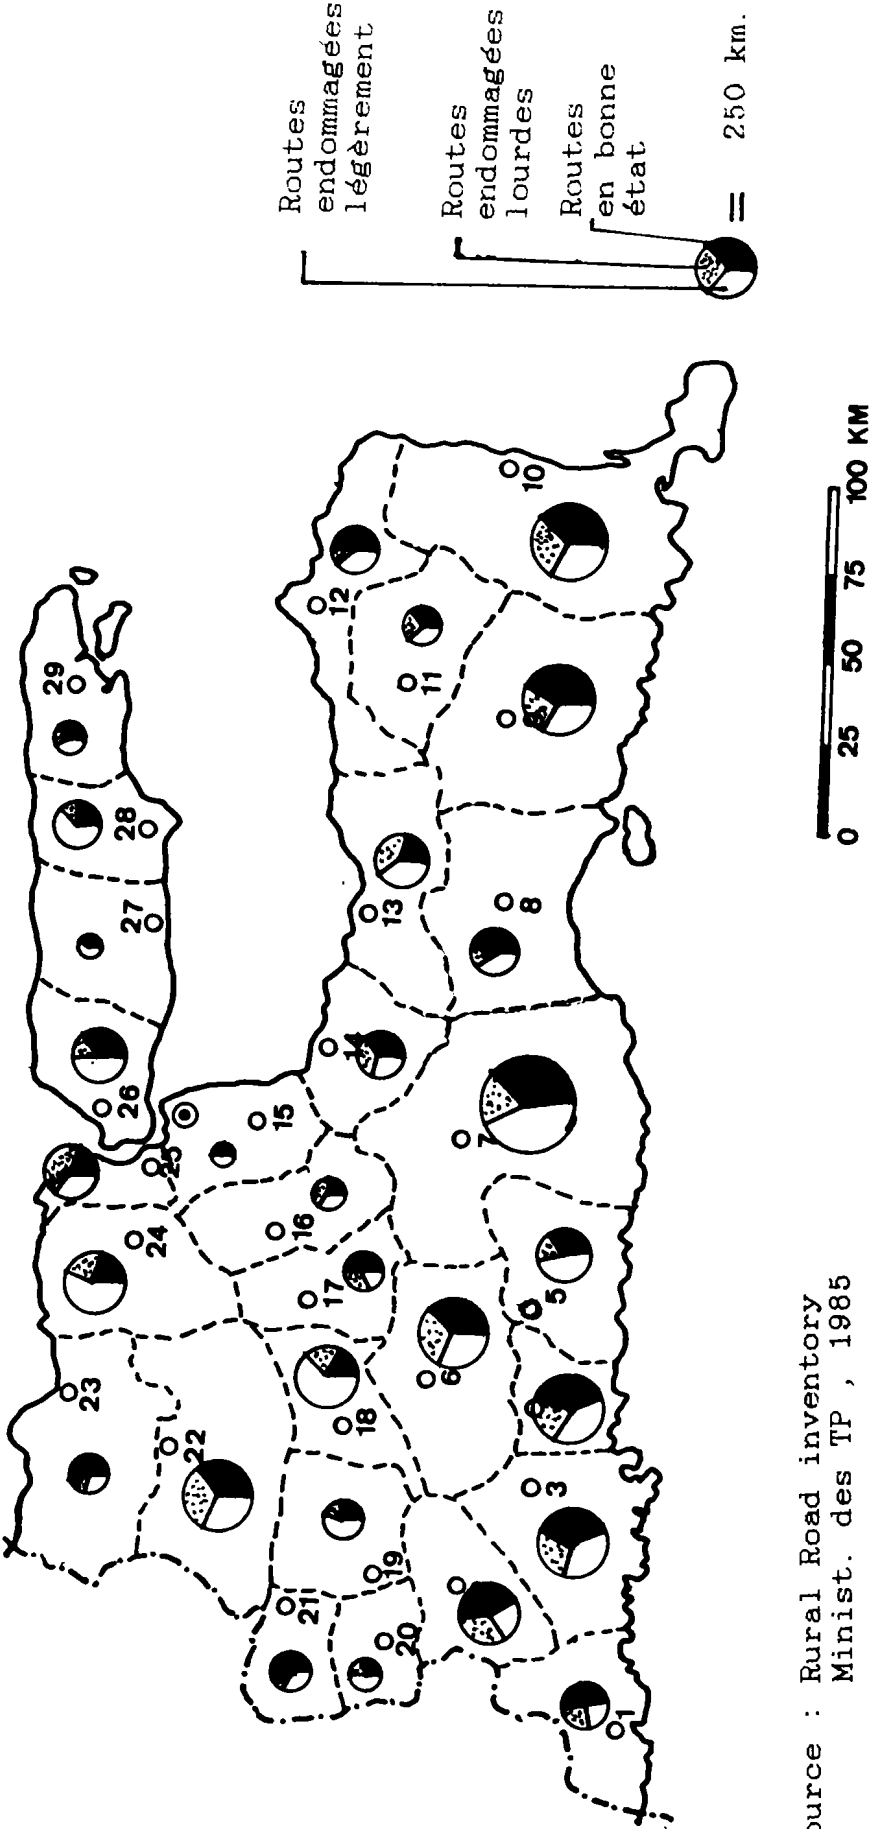 Routes
endommagées
légèrement
Routes
endommagées
lourdes
Routes
en bonne
état
= 250 km.
29
28
27
26
25
24
23
22
21
20
19
18
17
16
15
14
13
12
11
10
8
7
6
5
3
1
0 25 50 75 100 KM
ource : Rural Road inventory
Minist. des TP , 1985